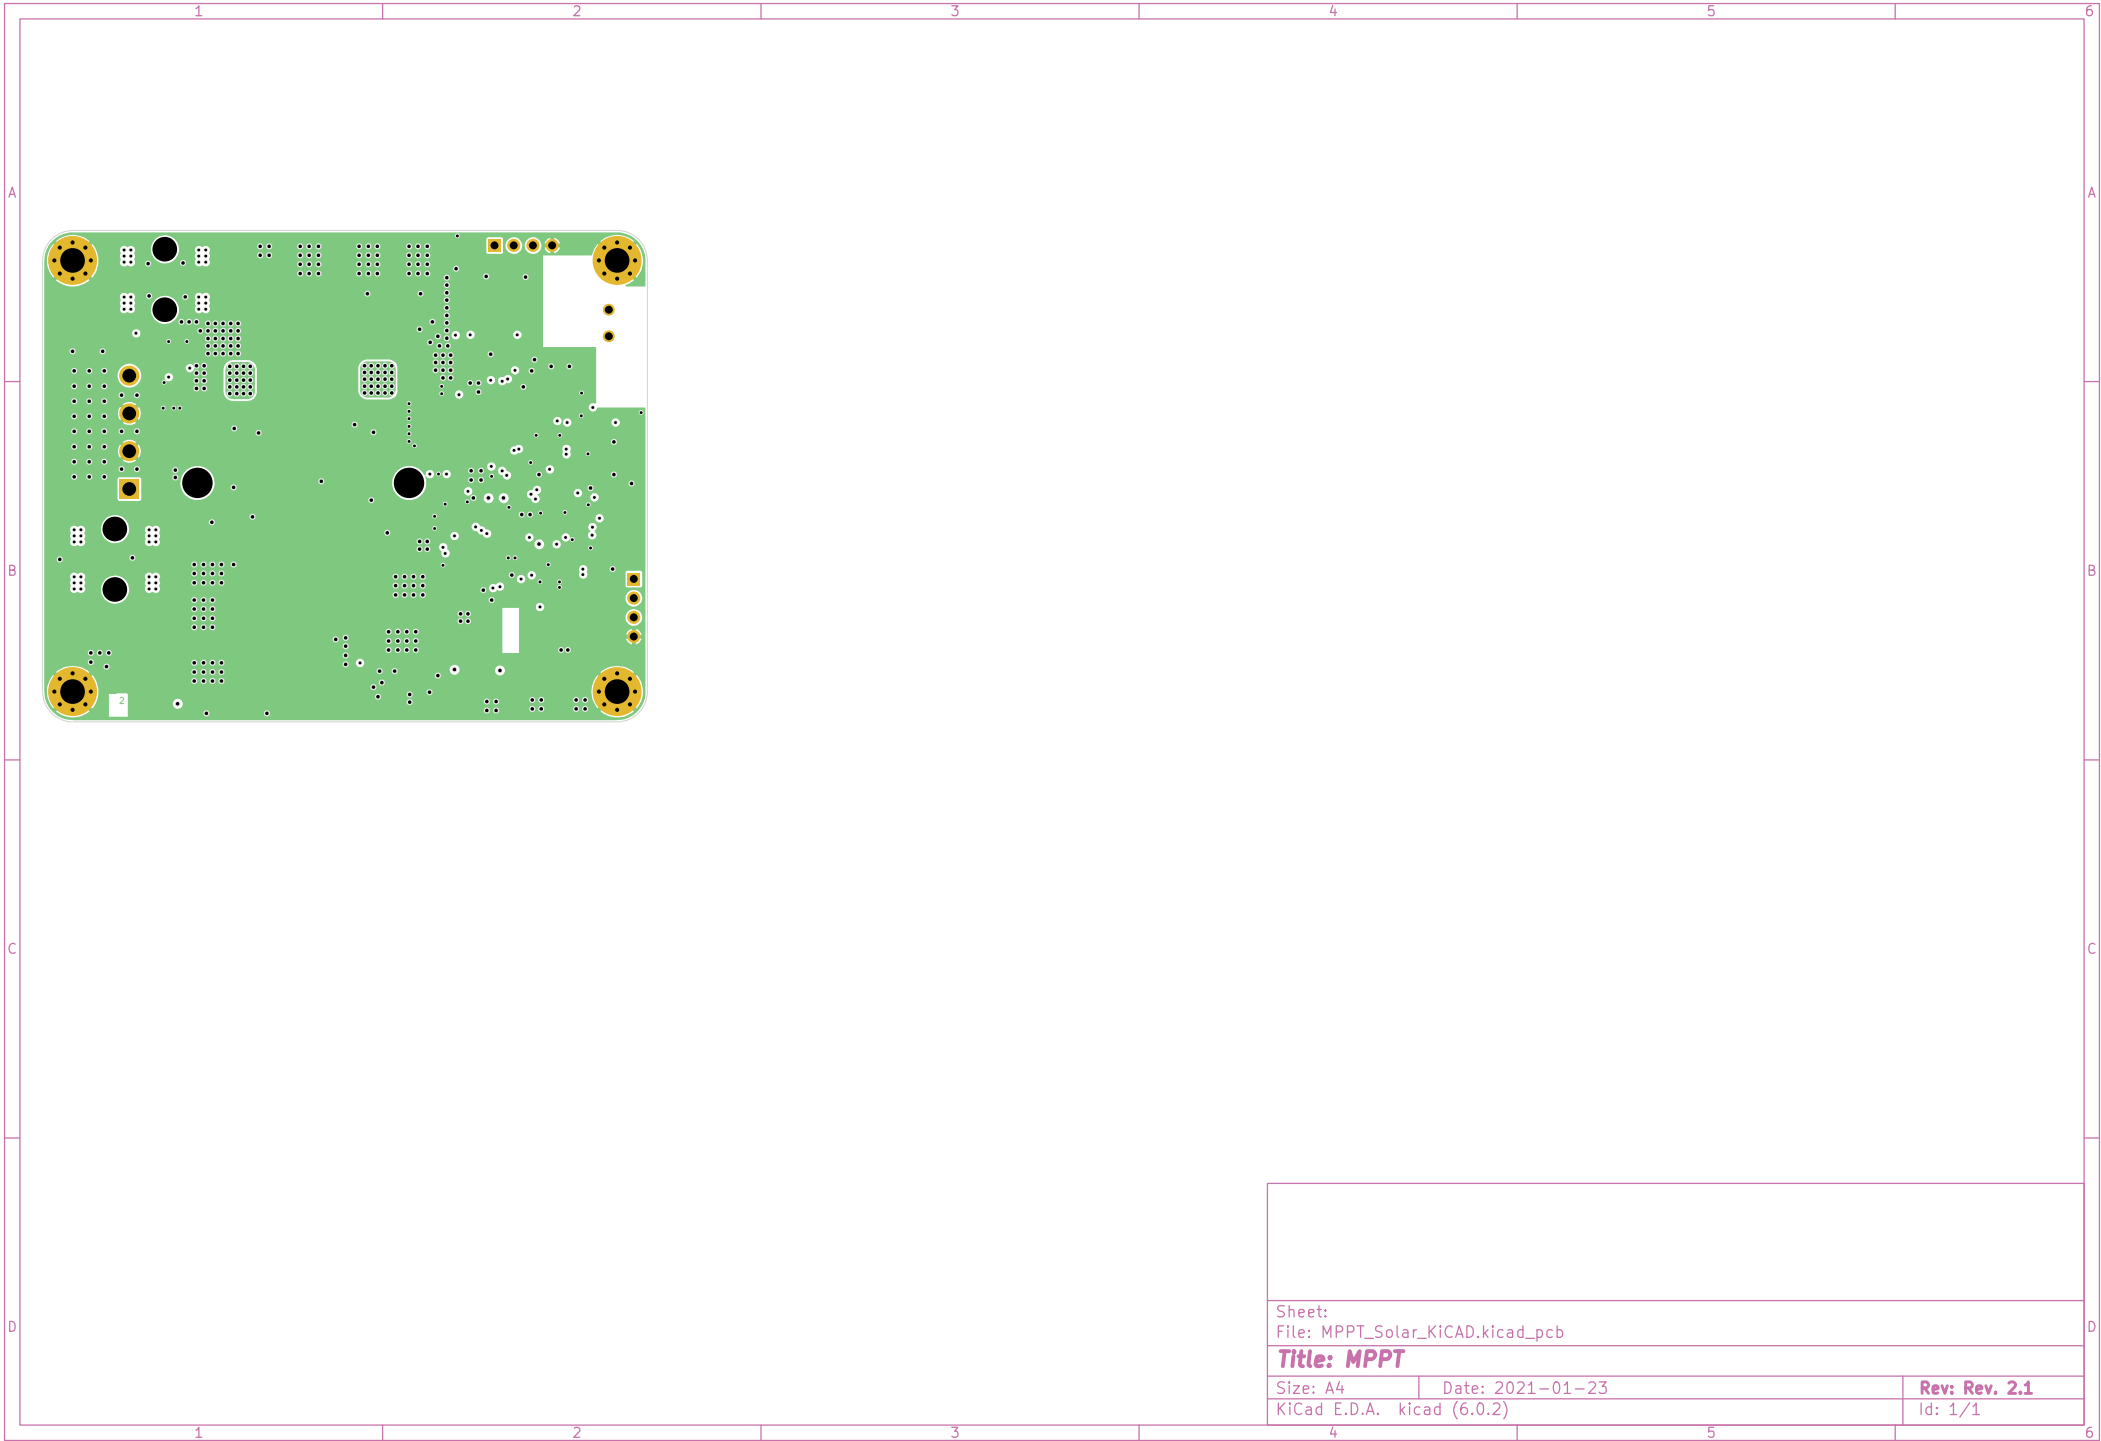 1 2 3 4 5 6
A A
B B
2
C C
D D
Sheet:
File: MPPT_Solar_KiCAD.kicad_pcb
Title: MPPT
Size: A4 Date: 2021-01-23 Rev: Rev. 2.1
KiCad E.D.A. kicad (6.0.2) Id: 1/1
1 2 3 4 5 6